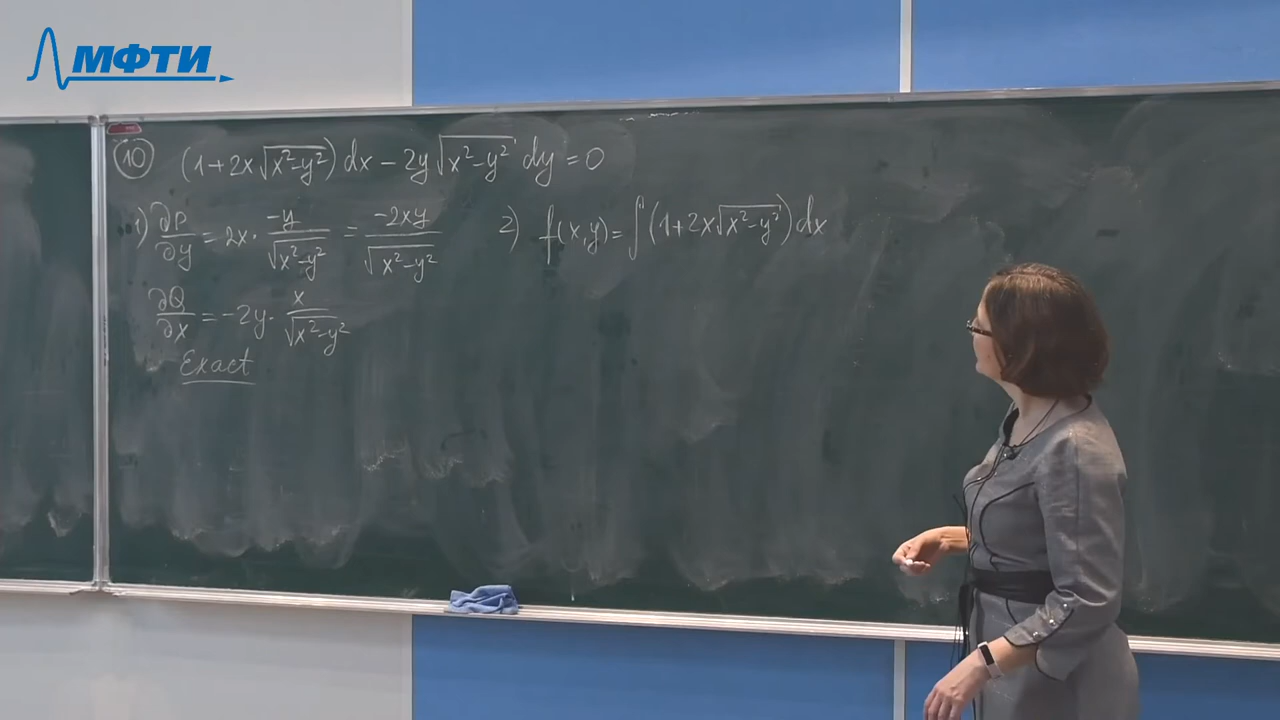 МФТИ
10 (1+2x√(x²-y²)) dx - 2y√(x²-y²) dy = 0
1) ∂P/∂y = 2x · -y/√(x²-y²) = -2xy/√(x²-y²)
∂Q/∂x = -2y · x/√(x²-y²)
Exact
2) f(x,y) = ∫(1+2x√(x²-y²)) dx